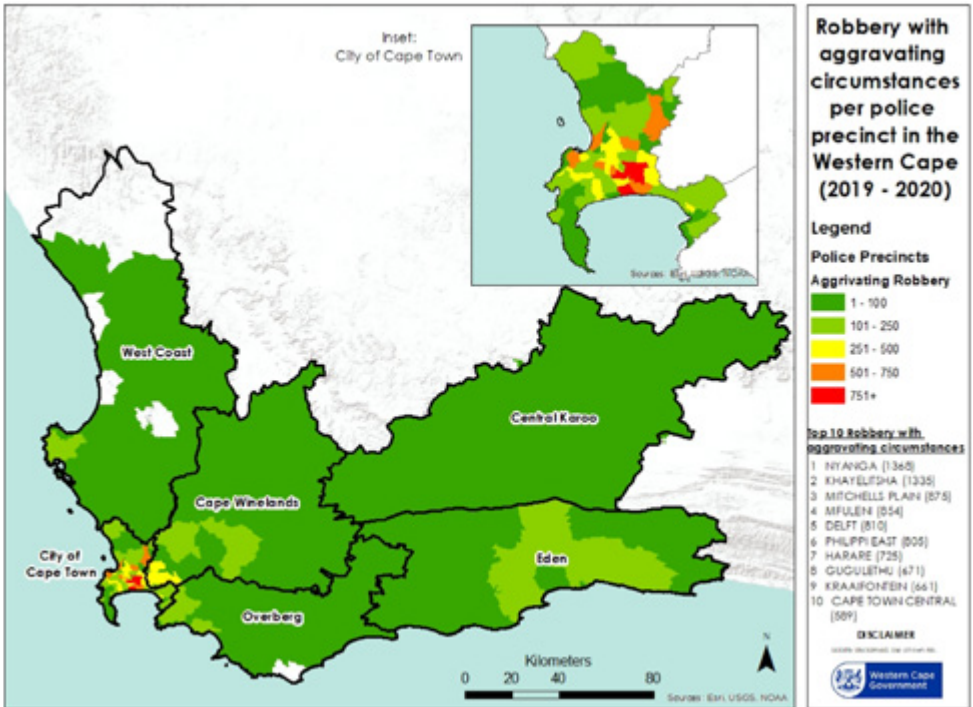 Inset:
City of Cape Town
Sources: Esri, USGS, NOAA
West Coast
Central Karoo
Cape Winelands
City of
Cape Town
Eden
Overberg
Kilometers
0 20 40 80
N
Sources: Esri, USGS, NOAA
Robbery with
aggravating
circumstances
per police
precinct in the
Western Cape
(2019 - 2020)
Legend
Police Precincts
Aggrivating Robbery
1 - 100
101 - 250
251 - 500
501 - 750
751+
Top 10 Robbery with
aggravating circumstances
1 NYANGA (1368)
2 KHAYELITSHA (1335)
3 MITCHELLS PLAIN (875)
4 MFULENI (854)
5 DELFT (810)
6 PHILIPPI EAST (805)
7 HARARE (725)
8 GUGULETHU (671)
9 KRAAIFONTEIN (661)
10 CAPE TOWN CENTRAL
(589)
DISCLAIMER
Western Cape
Government